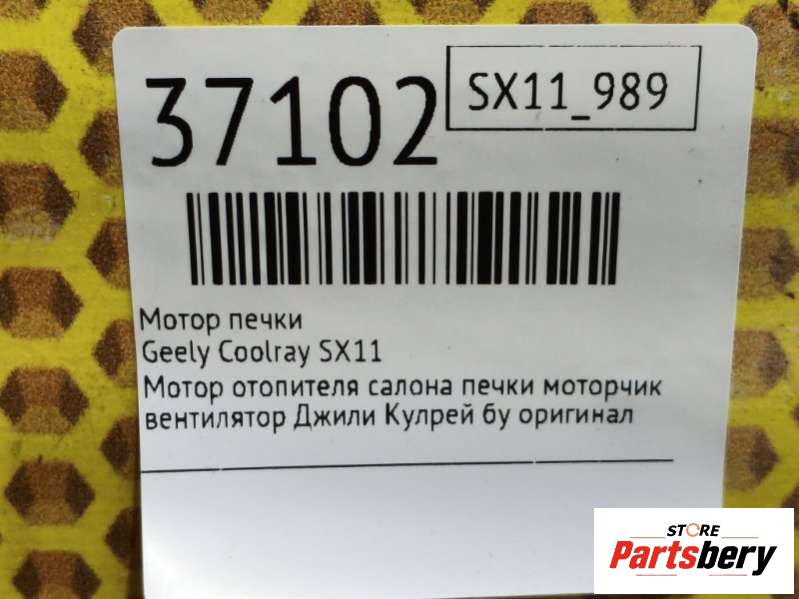 37102
SX11_989
Мотор печки
Geely Coolray SX11
Мотор отопителя салона печки моторчик
вентилятор Джили Кулрей бу оригинал
STORE
Partsbery